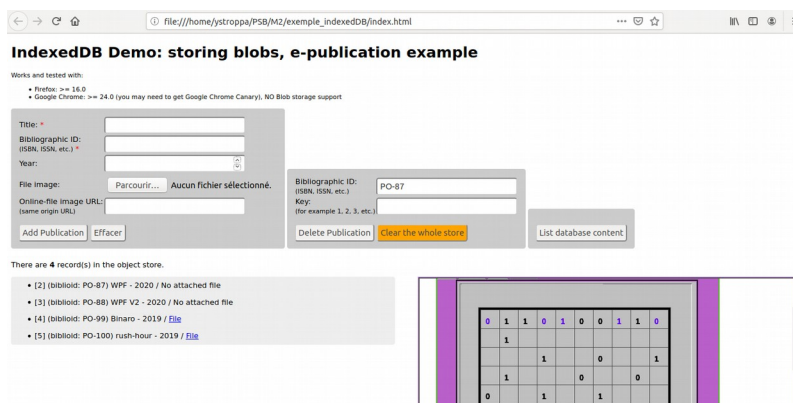 file:///home/ystroppa/PSB/M2/exemple_indexedDB/index.html
IndexedDB Demo: storing blobs, e-publication example
Works and tested with:
• Firefox: >= 16.0
• Google Chrome: >= 24.0 (you may need to get Google Chrome Canary), NO Blob storage support
Title: *
Bibliographic ID:
(ISBN, ISSN, etc.) *
Year:
File image: Parcourir... Aucun fichier sélectionné.
Online-file image URL:
(same origin URL)
Add Publication Effacer
Bibliographic ID: PO-87
(ISBN, ISSN, etc.)
Key:
(for example 1, 2, 3, etc.)
Delete Publication Clear the whole store
List database content
There are 4 record(s) in the object store.
• [2] (biblioid: PO-87) WPF - 2020 / No attached file
• [3] (biblioid: PO-88) WPF V2 - 2020 / No attached file
• [4] (biblioid: PO-99) Binaro - 2019 / File
• [5] (biblioid: PO-100) rush-hour - 2019 / File
0 1 1 0 1 0 0 1 1 0
1
1 0 1
1 0 0
0 1 1